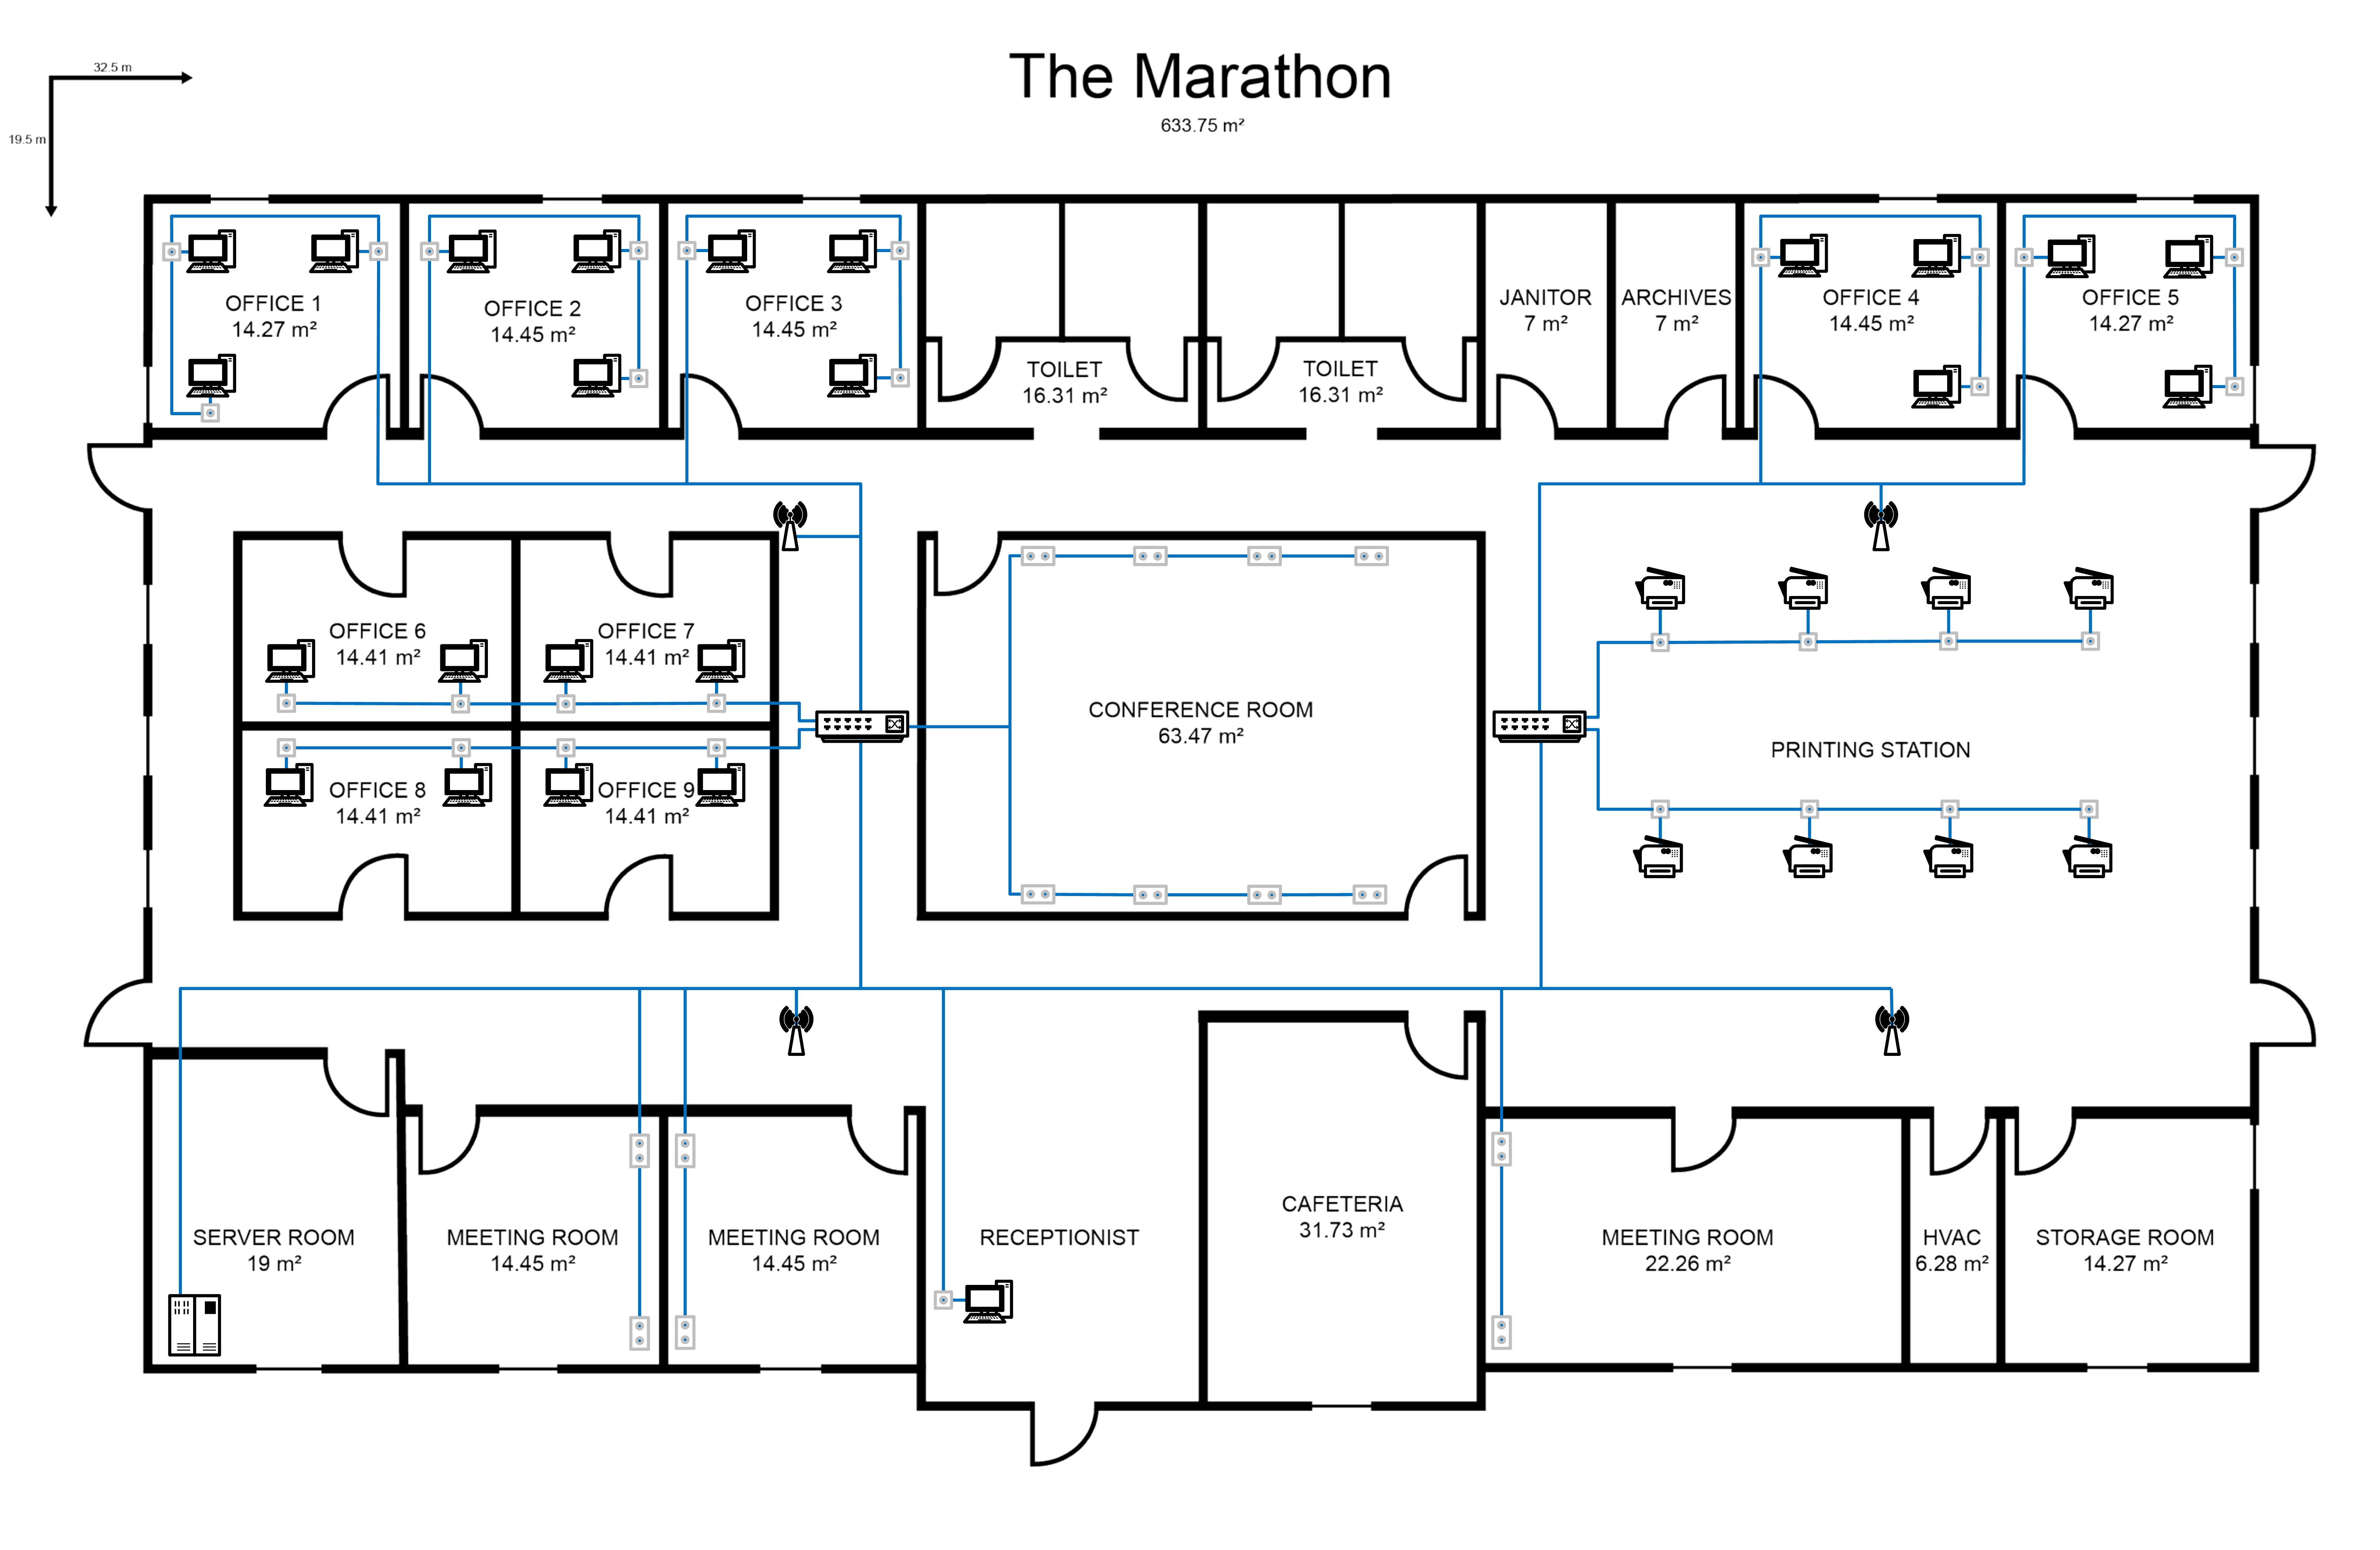 The Marathon
633.75 m²
32.5 m
19.5 m
OFFICE 1
14.27 m²
OFFICE 2
14.45 m²
OFFICE 3
14.45 m²
TOILET
16.31 m²
TOILET
16.31 m²
JANITOR
7 m²
ARCHIVES
7 m²
OFFICE 4
14.45 m²
OFFICE 5
14.27 m²
OFFICE 6
14.41 m²
OFFICE 7
14.41 m²
CONFERENCE ROOM
63.47 m²
PRINTING STATION
OFFICE 8
14.41 m²
OFFICE 9
14.41 m²
SERVER ROOM
19 m²
MEETING ROOM
14.45 m²
MEETING ROOM
14.45 m²
RECEPTIONIST
CAFETERIA
31.73 m²
MEETING ROOM
22.26 m²
HVAC
6.28 m²
STORAGE ROOM
14.27 m²